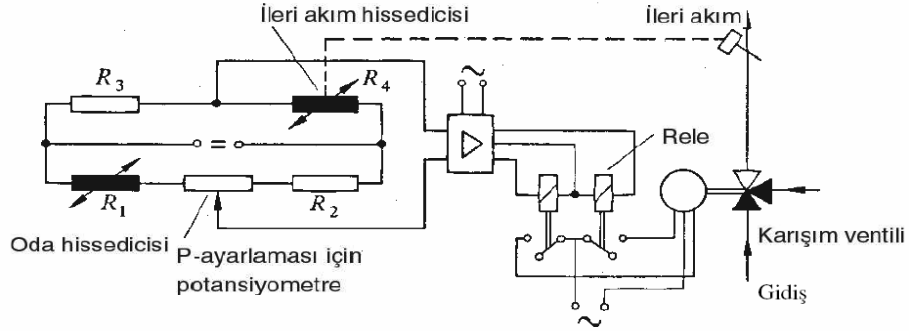 İleri akım hissedicisi
İleri akım
R3
R4
Rele
R1
R2
Oda hissedicisi
P-ayarlaması için
potansiyometre
Karışım ventili
Gidiş